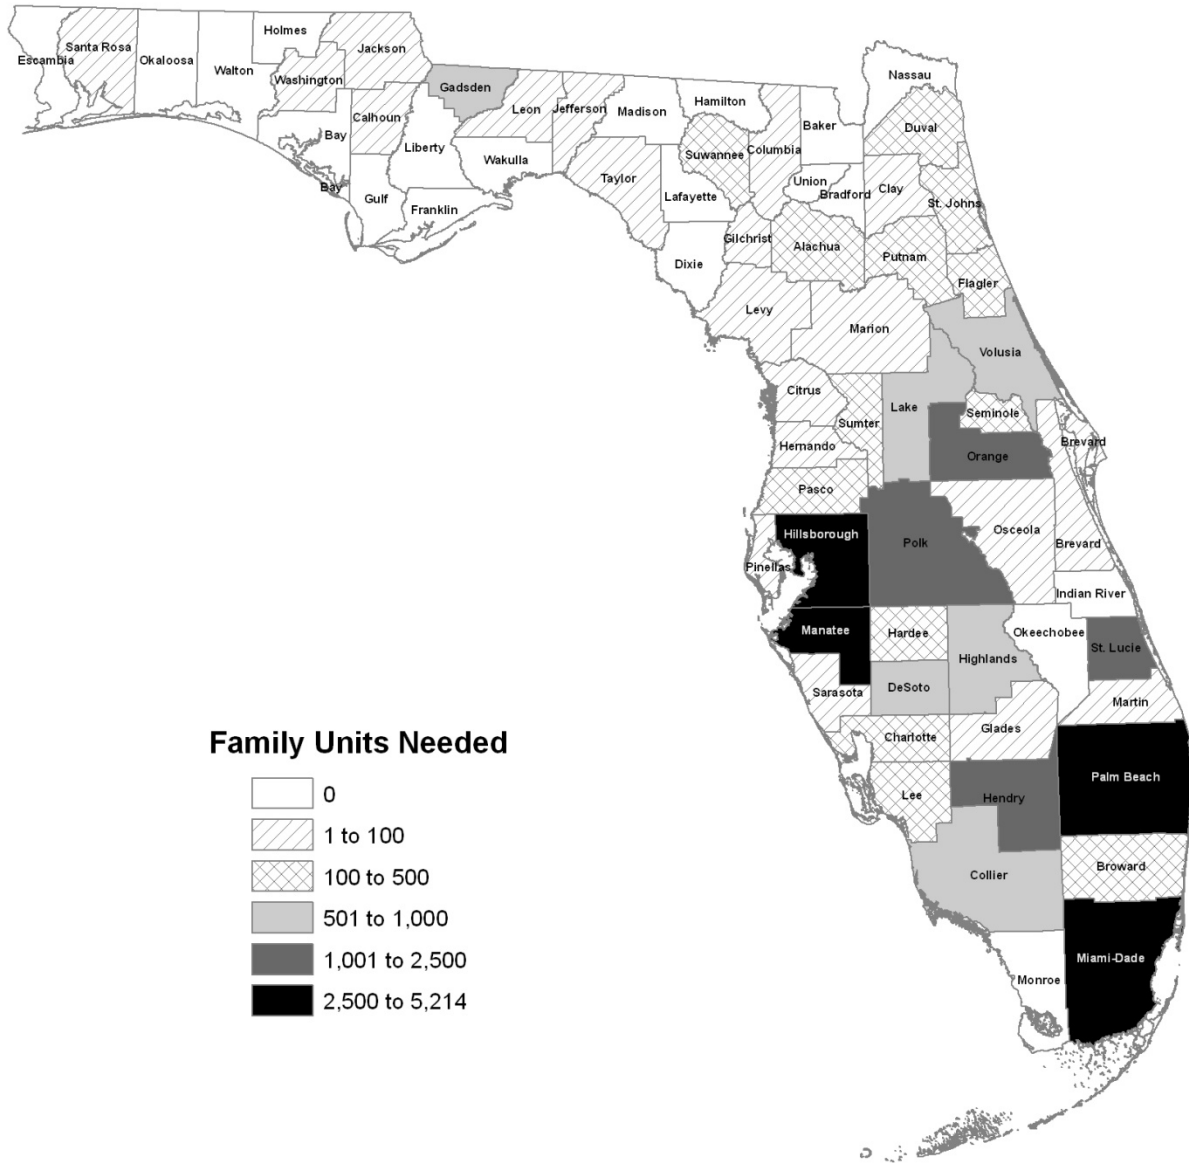 Holmes
Santa Rosa
Jackson
Escambia
Okaloosa
Walton
Washington
Gadsden
Nassau
Calhoun
Leon
Jefferson
Madison
Hamilton
Baker
Duval
Bay
Liberty
Wakulla
Suwannee
Columbia
Taylor
Union
Bradford
Clay
Bay
Gulf
Franklin
Lafayette
St. Johns
Gilchrist
Alachua
Dixie
Putnam
Flagler
Levy
Marion
Volusia
Citrus
Lake
Seminole
Sumter
Hernando
Brevard
Orange
Pasco
Hillsborough
Polk
Osceola
Brevard
Pinellas
Indian River
Manatee
Hardee
Okeechobee
St. Lucie
Highlands
DeSoto
Sarasota
Martin
Charlotte
Glades
Family Units Needed
0
1 to 100
100 to 500
501 to 1,000
1,001 to 2,500
2,500 to 5,214
Palm Beach
Lee
Hendry
Broward
Collier
Miami-Dade
Monroe